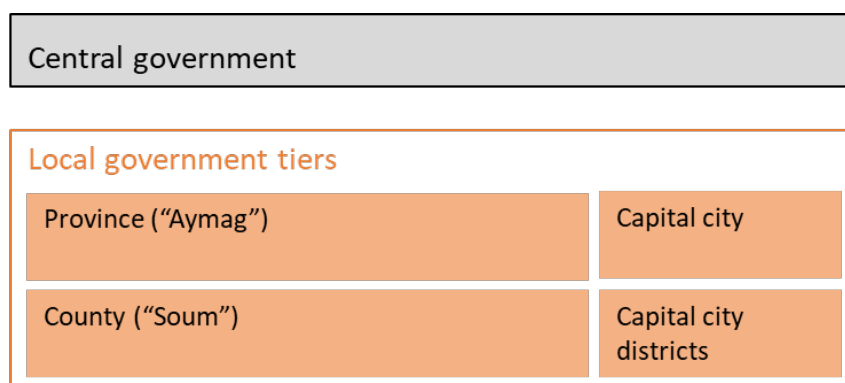 Central government
Local government tiers
Province (“Aymag”)
Capital city
County (“Soum”)
Capital city
districts